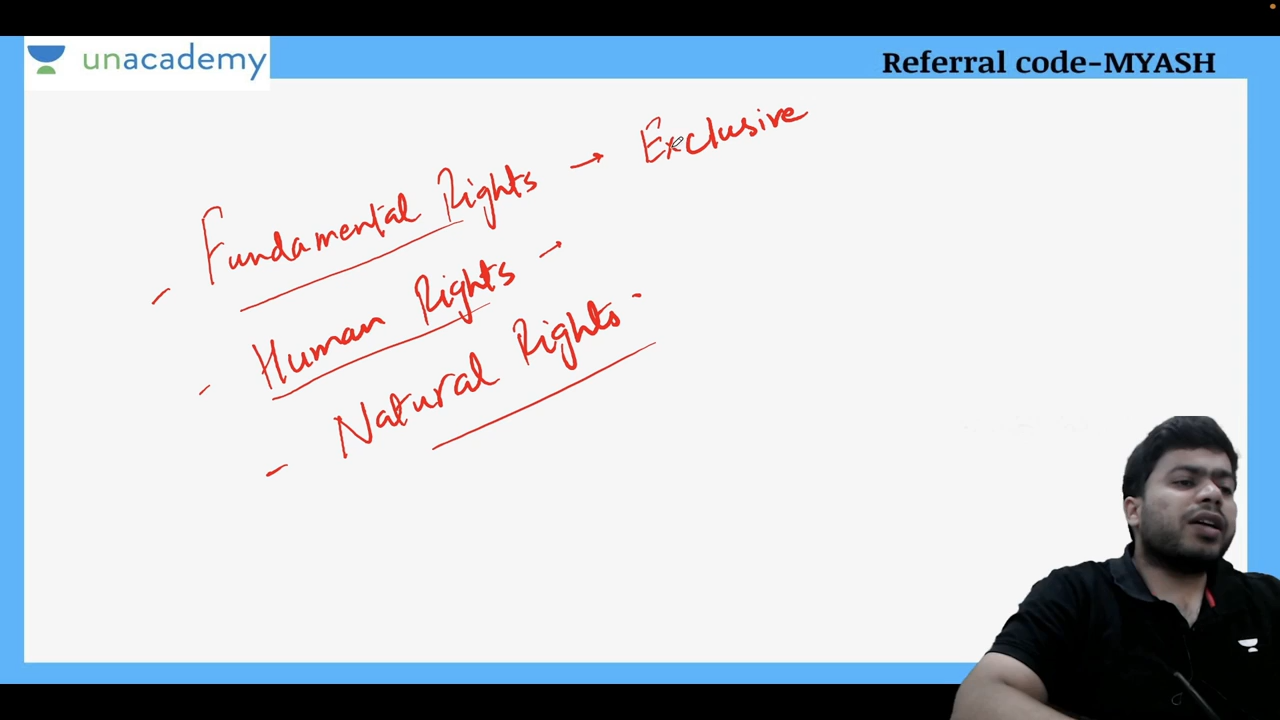 unacademy
Referral code-MYASH
- Fundamental Rights → Exclusive
- Human Rights →
- Natural Rights -